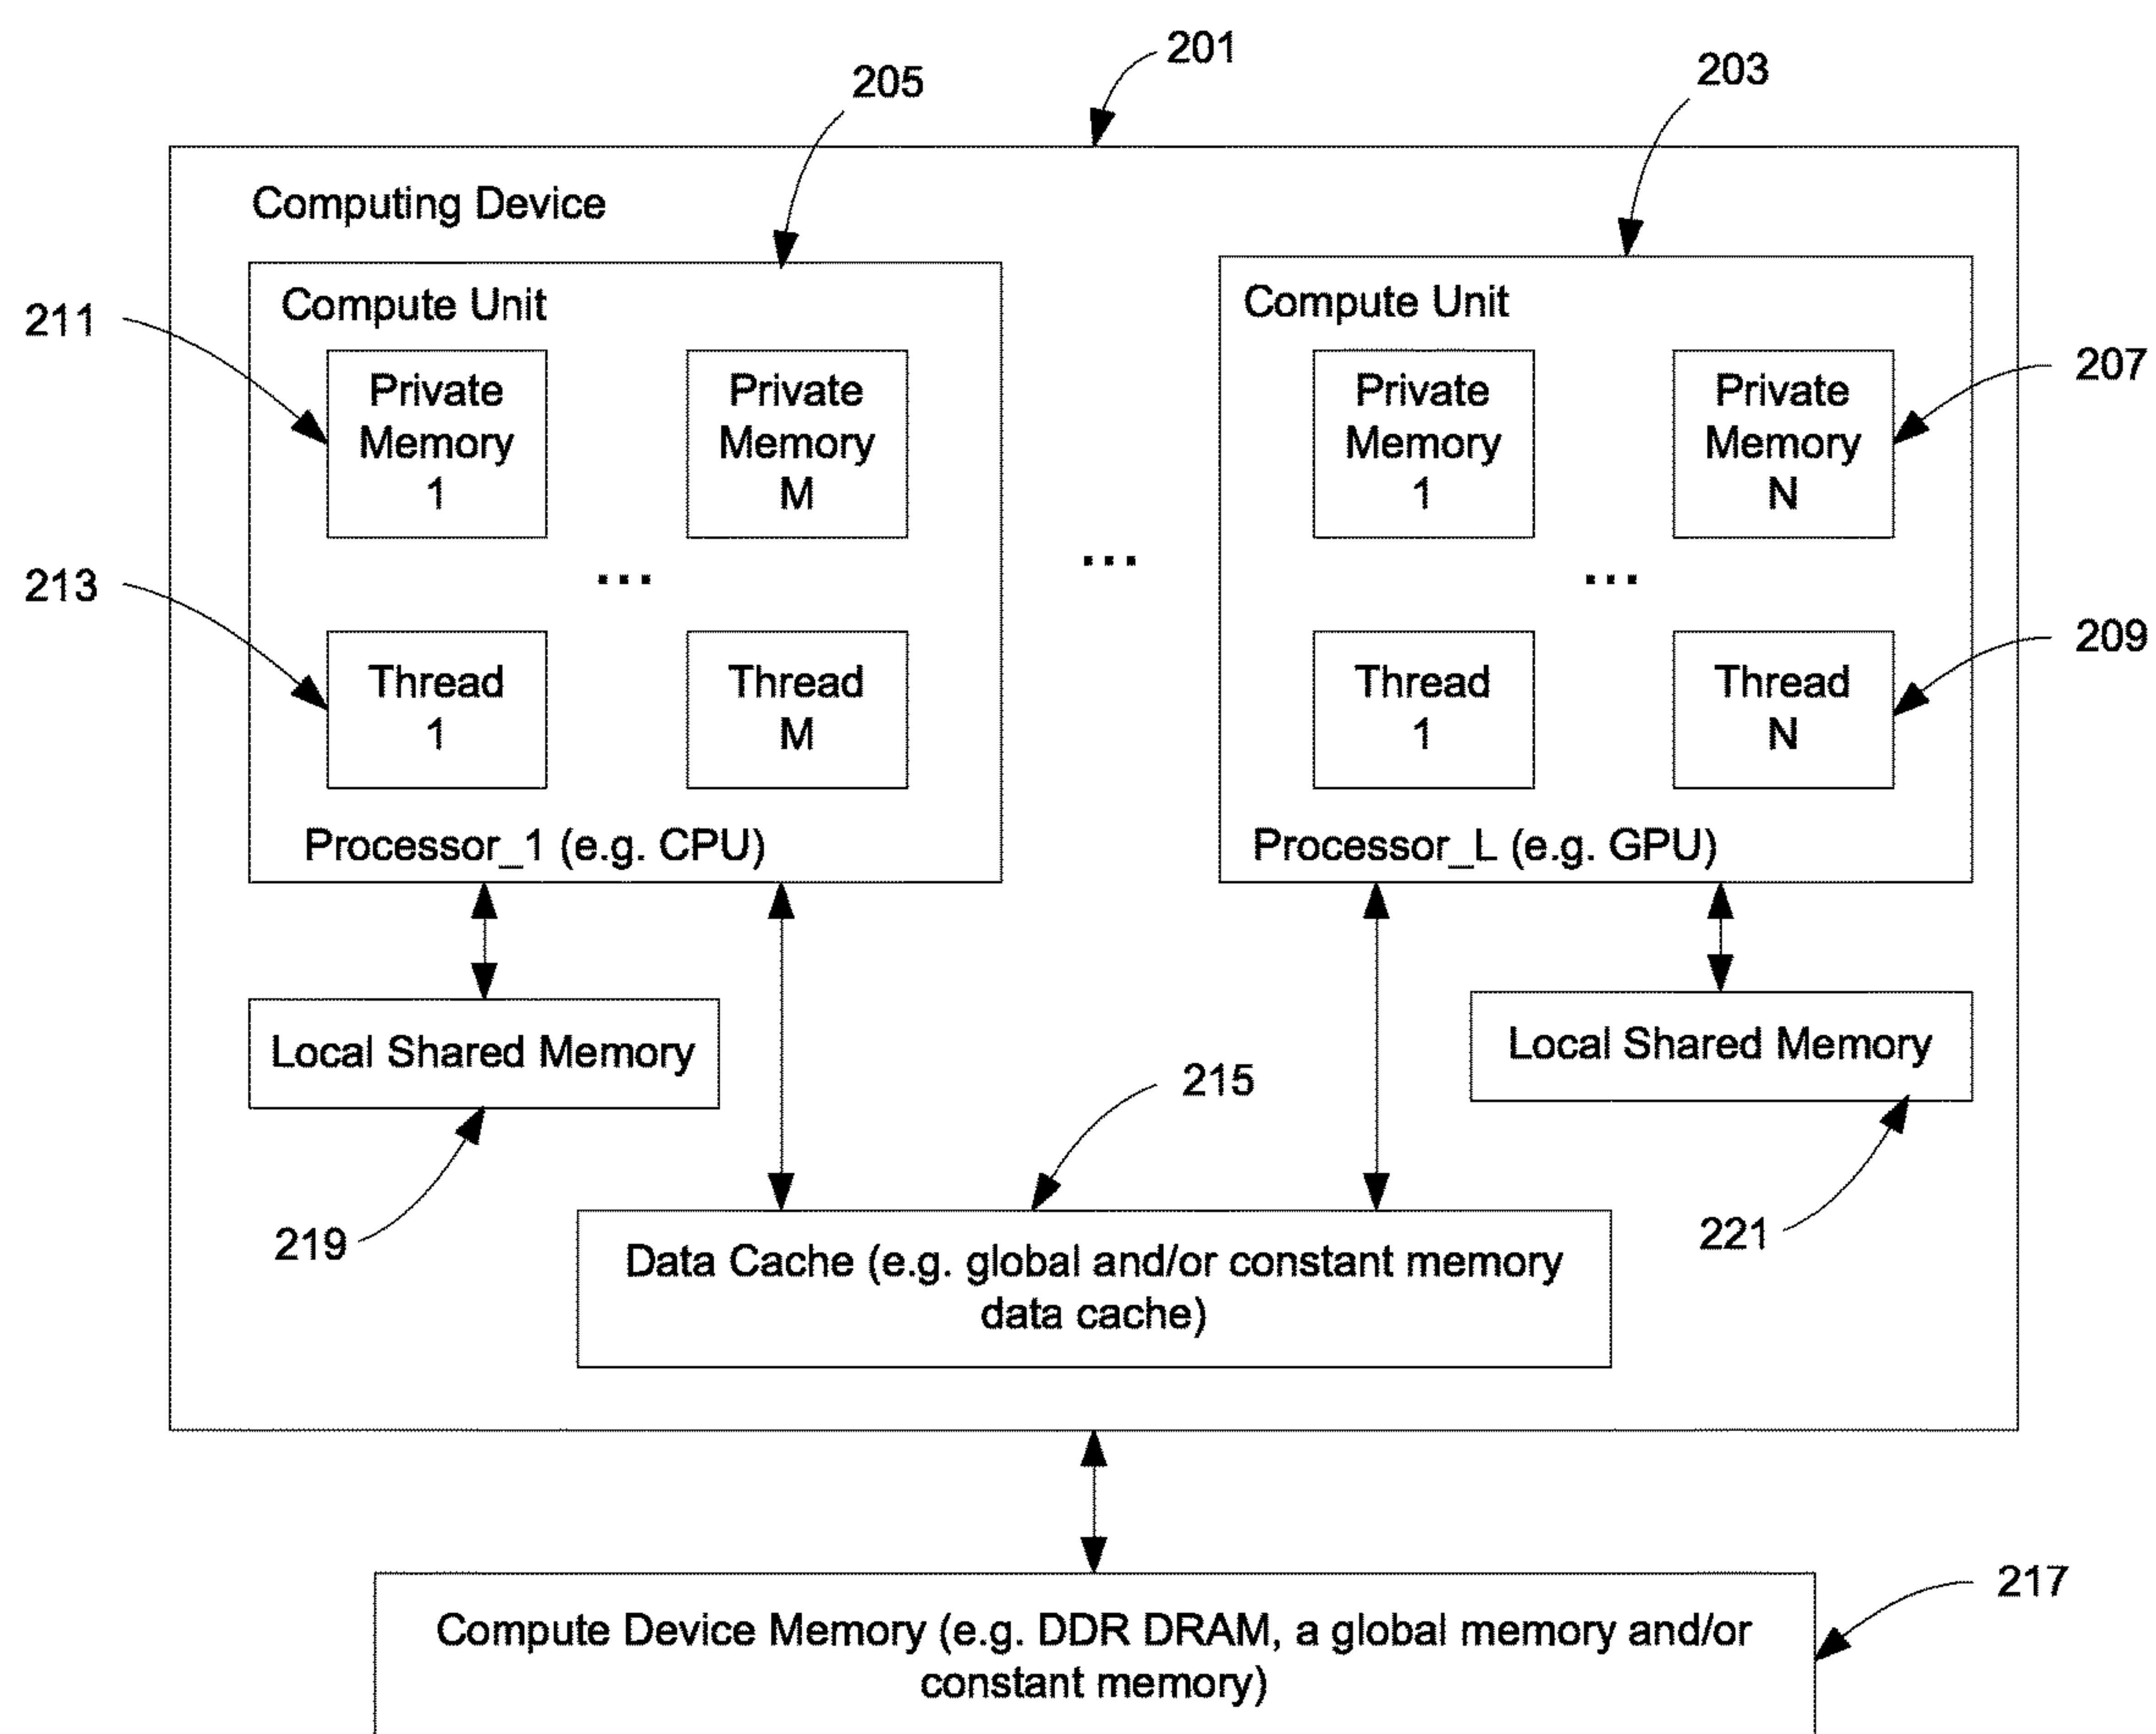 201
205
203
Computing Device
Compute Unit
Compute Unit
211
Private
Memory
1
Private
Memory
M
Private
Memory
1
Private
Memory
N
207
...
...
...
213
Thread
1
Thread
M
Thread
1
Thread
N
209
Processor_1 (e.g. CPU)
Processor_L (e.g. GPU)
Local Shared Memory
Local Shared Memory
215
219
221
Data Cache (e.g. global and/or constant memory
data cache)
217
Compute Device Memory (e.g. DDR DRAM, a global memory and/or
constant memory)